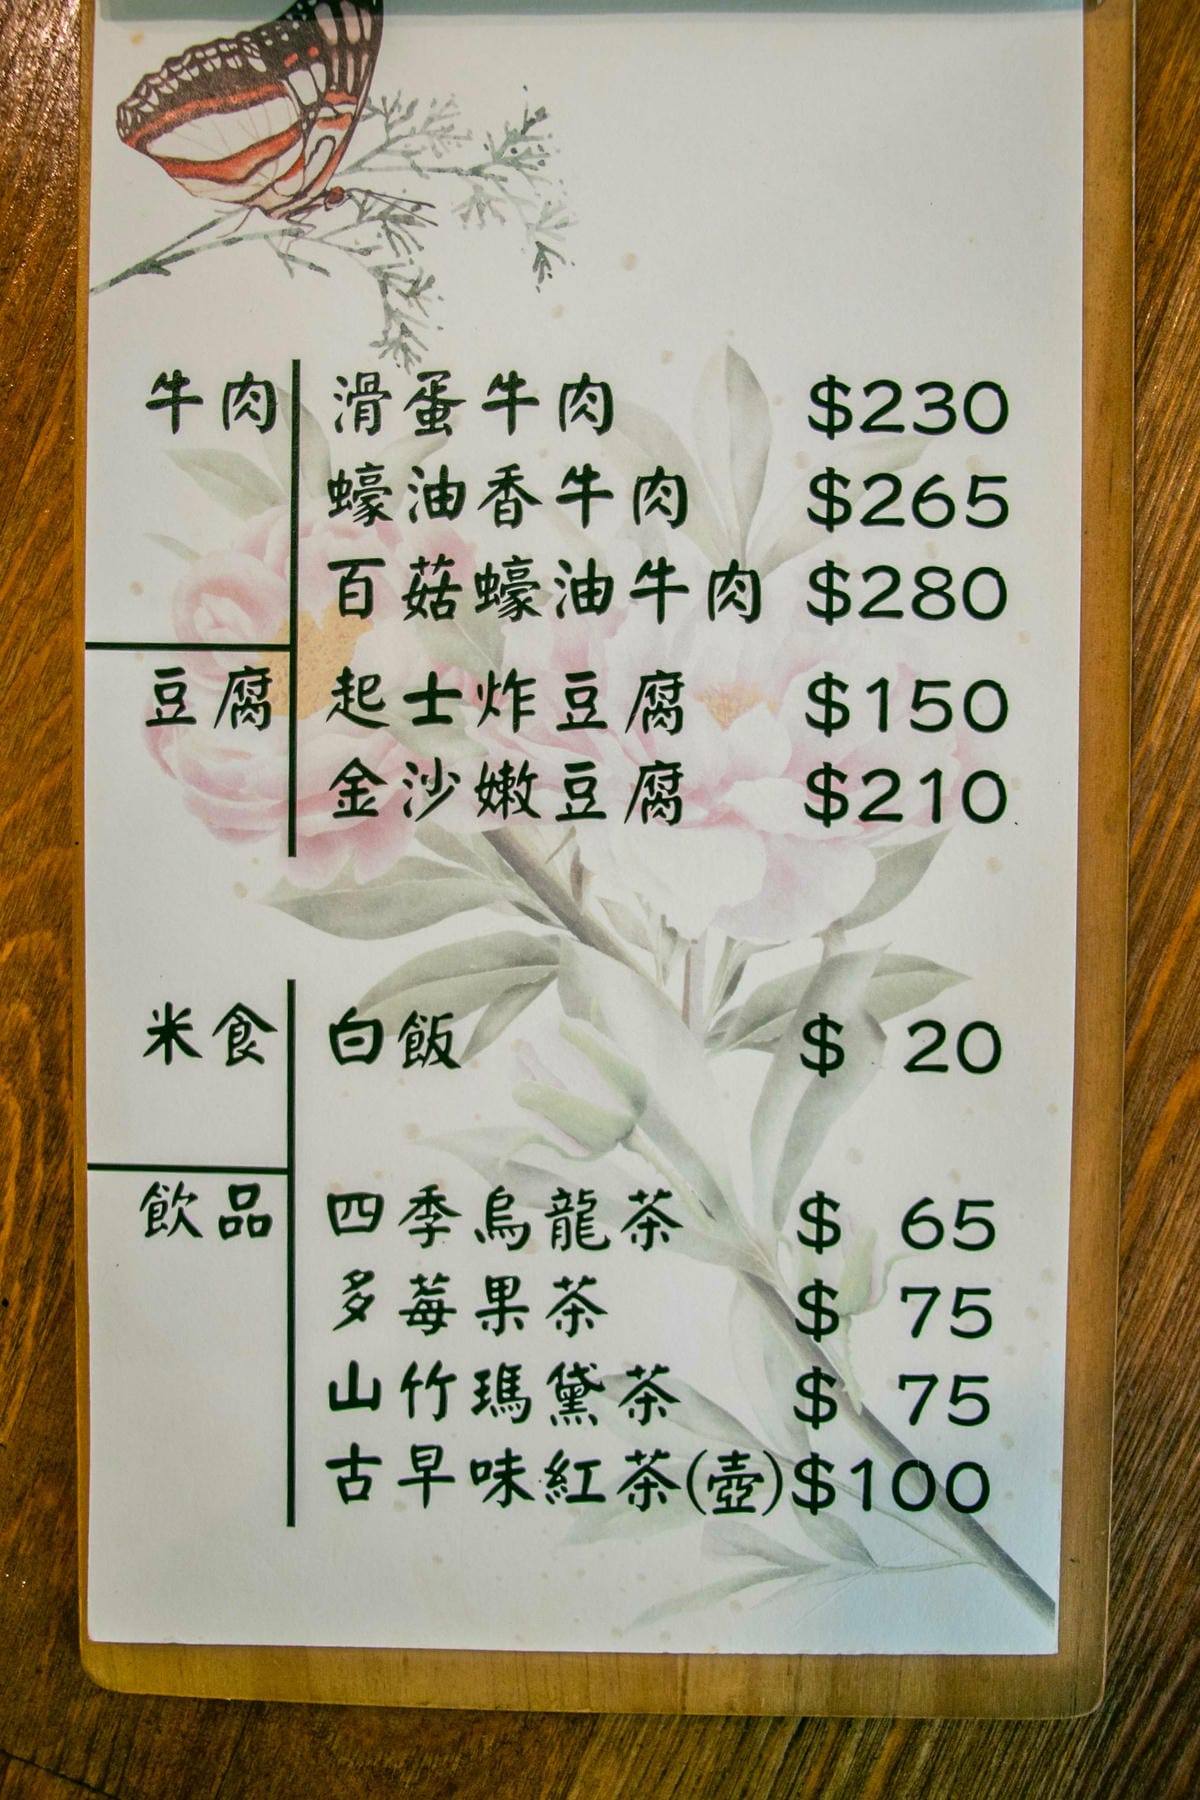 牛肉 滑蛋牛肉 $230
蠔油香牛肉 $265
百菇蠔油牛肉 $280
豆腐 起士炸豆腐 $150
金沙嫩豆腐 $210
米食 白飯 $ 20
飲品 四季烏龍茶 $ 65
多莓果茶 $ 75
山竹瑪黛茶 $ 75
古早味紅茶(壺)$100